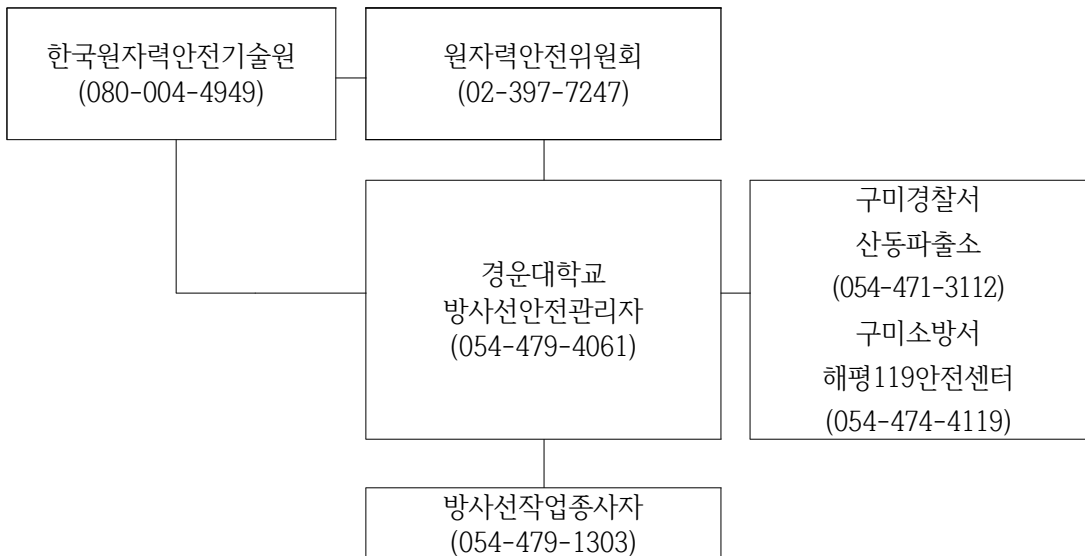 한국원자력안전기술원
(080-004-4949)
원자력안전위원회
(02-397-7247)
경운대학교
방사선안전관리자
(054-479-4061)
구미경찰서
산동파출소
(054-471-3112)
구미소방서
해평119안전센터
(054-474-4119)
방사선작업종사자
(054-479-1303)